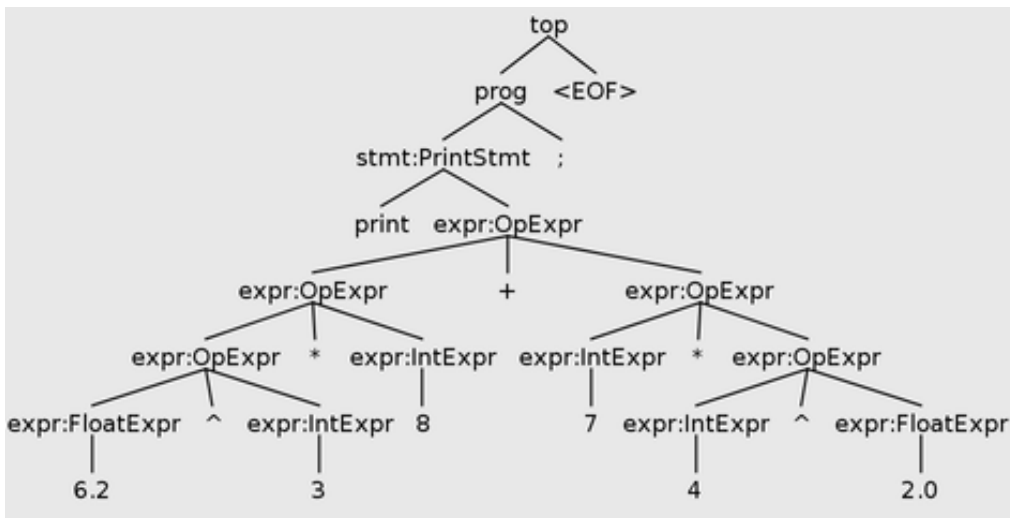 top
prog <EOF>
stmt:PrintStmt ;
print expr:OpExpr
expr:OpExpr + expr:OpExpr
expr:OpExpr * expr:IntExpr expr:IntExpr * expr:OpExpr
expr:FloatExpr ^ expr:IntExpr 8 7 expr:IntExpr ^ expr:FloatExpr
6.2 3 4 2.0